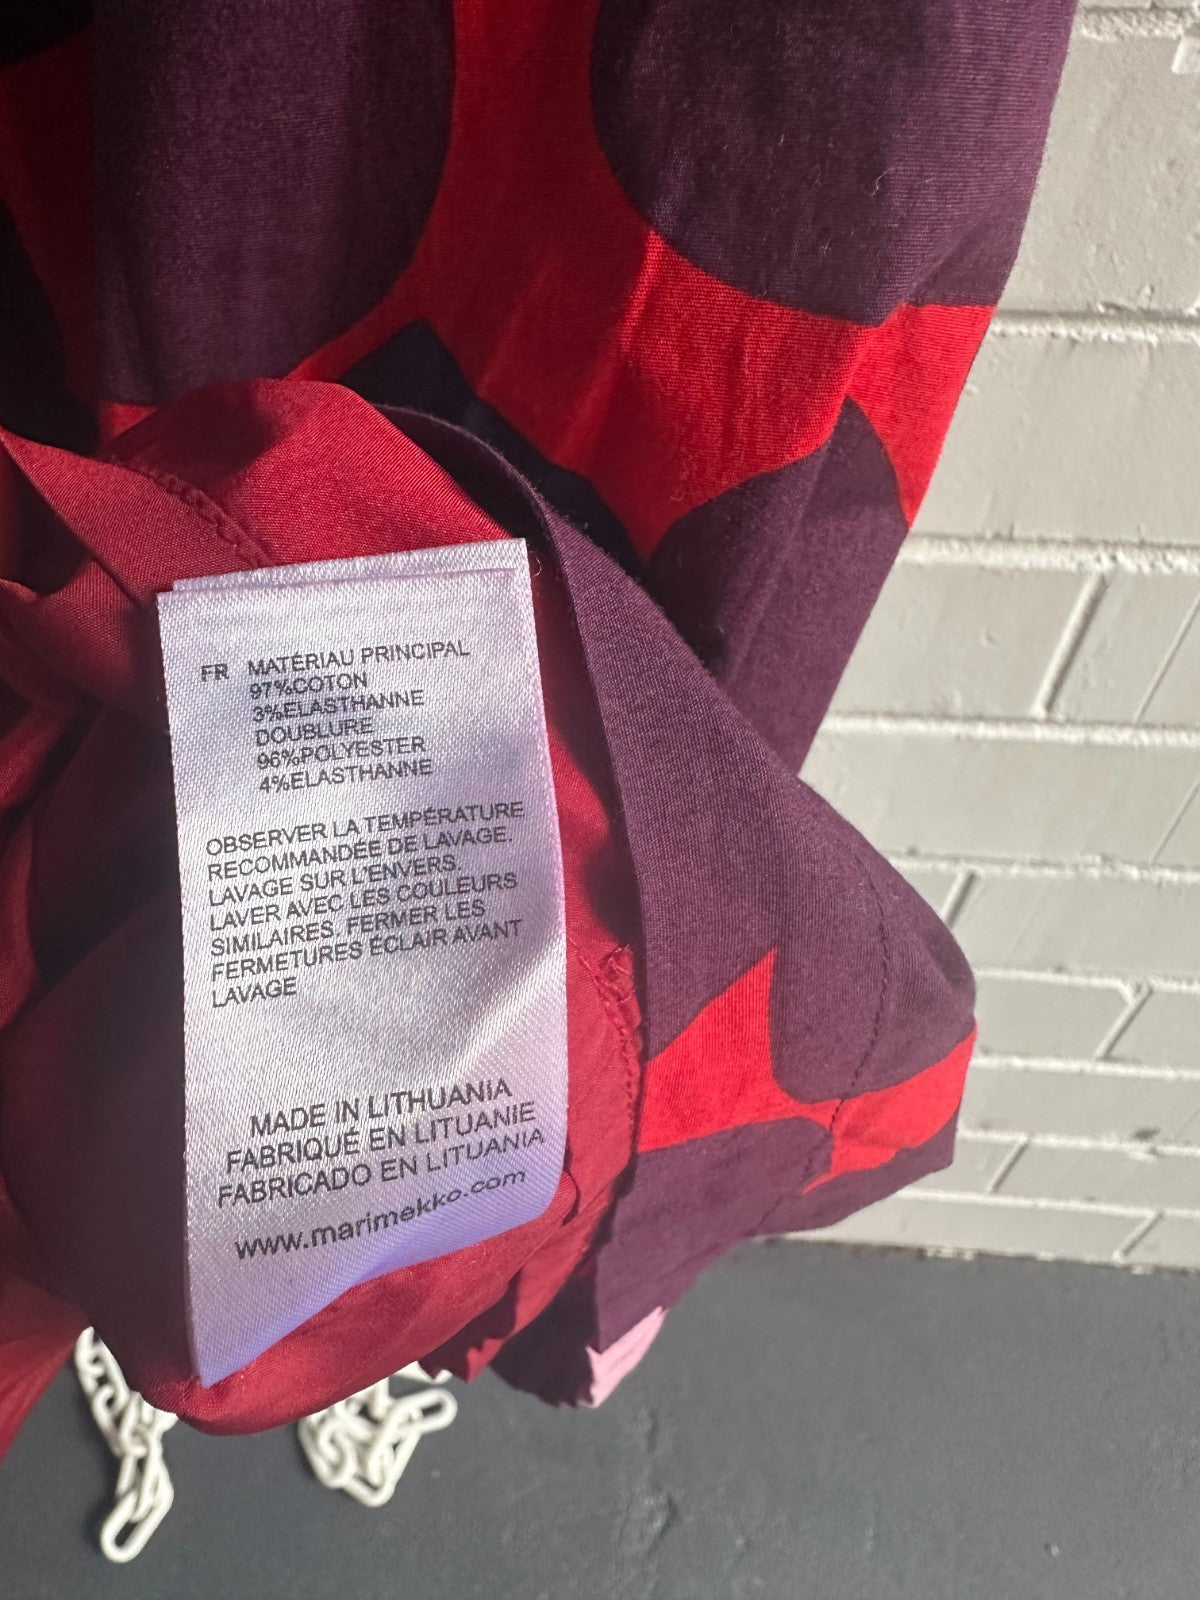 FR MATÉRIAU PRINCIPAL
97%COTON
3%ELASTHANNE
DOUBLURE
96%POLYESTER
4%ELASTHANNE
OBSERVER LA TEMPÉRATURE
RECOMMANDÉE DE LAVAGE.
LAVAGE SUR L'ENVERS.
LAVER AVEC LES COULEURS
SIMILAIRES. FERMER LES
FERMETURES ÉCLAIR AVANT
LAVAGE
MADE IN LITHUANIA
FABRIQUÉ EN LITUANIE
FABRICADO EN LITUANIA
www.marimekko.com